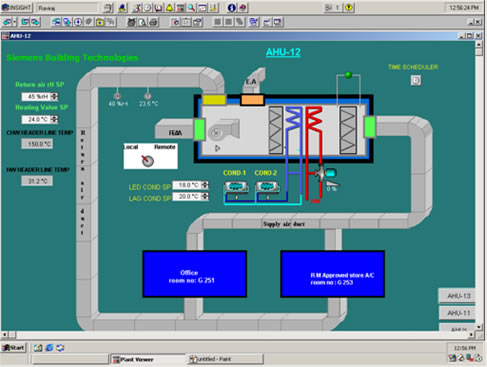 INSIGHT
Roving
12:56:24 PM
AHU-12
Siemens Building Technologies
AHU-12
TIME SCHEDULER
Return air rH SP
45 %rH
Heating Valve SP
24.0 °C
CHW HEADER LINE TEMP
150.0 °C
HW HEADER LINE TEMP
31.2 °C
40 %rH
23.5 °C
E.A
Local
Remote
LED COND SP
18.0 °C
LAG COND SP
20.0 °C
COND-1
COND-2
0 %
Return air duct
Supply air duct
Office
room no: G 251
R M Approved store A/C
room no : G 253
AHU-13
AHU-11
Start
Plant Viewer
untitled - Paint
12:56 PM